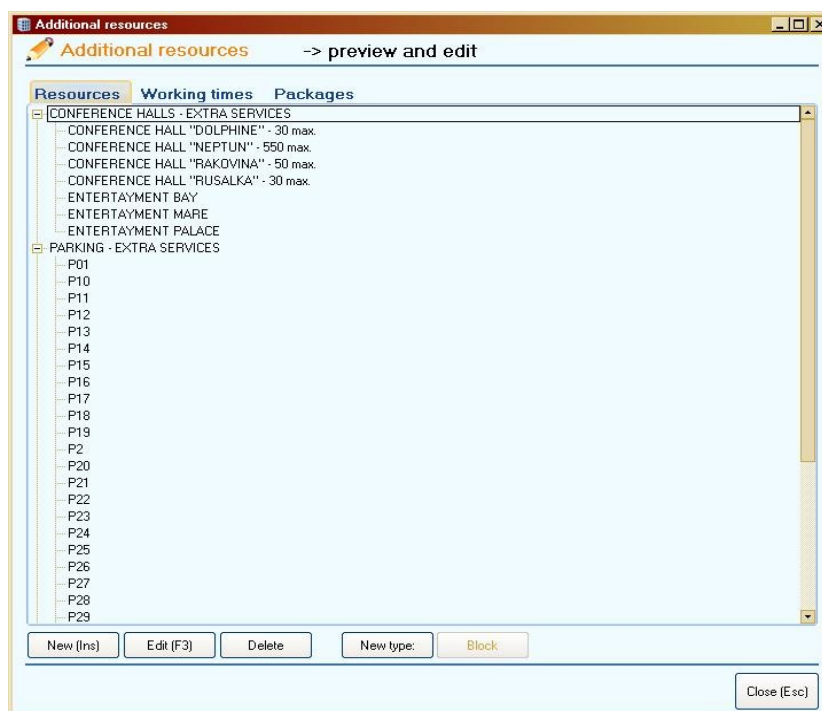 Additional resources
Additional resources -> preview and edit
Resources Working times Packages
CONFERENCE HALLS - EXTRA SERVICES
CONFERENCE HALL "DOLPHINE" - 30 max.
CONFERENCE HALL "NEPTUN" - 550 max.
CONFERENCE HALL "RAKOVINA" - 50 max.
CONFERENCE HALL "RUSALKA" - 30 max.
ENTERTAYMENT BAY
ENTERTAYMENT MARE
ENTERTAYMENT PALACE
PARKING - EXTRA SERVICES
P01
P10
P11
P12
P13
P14
P15
P16
P17
P18
P19
P2
P20
P21
P22
P23
P24
P25
P26
P27
P28
P29
New (Ins) Edit (F3) Delete New type: Block
Close (Esc)